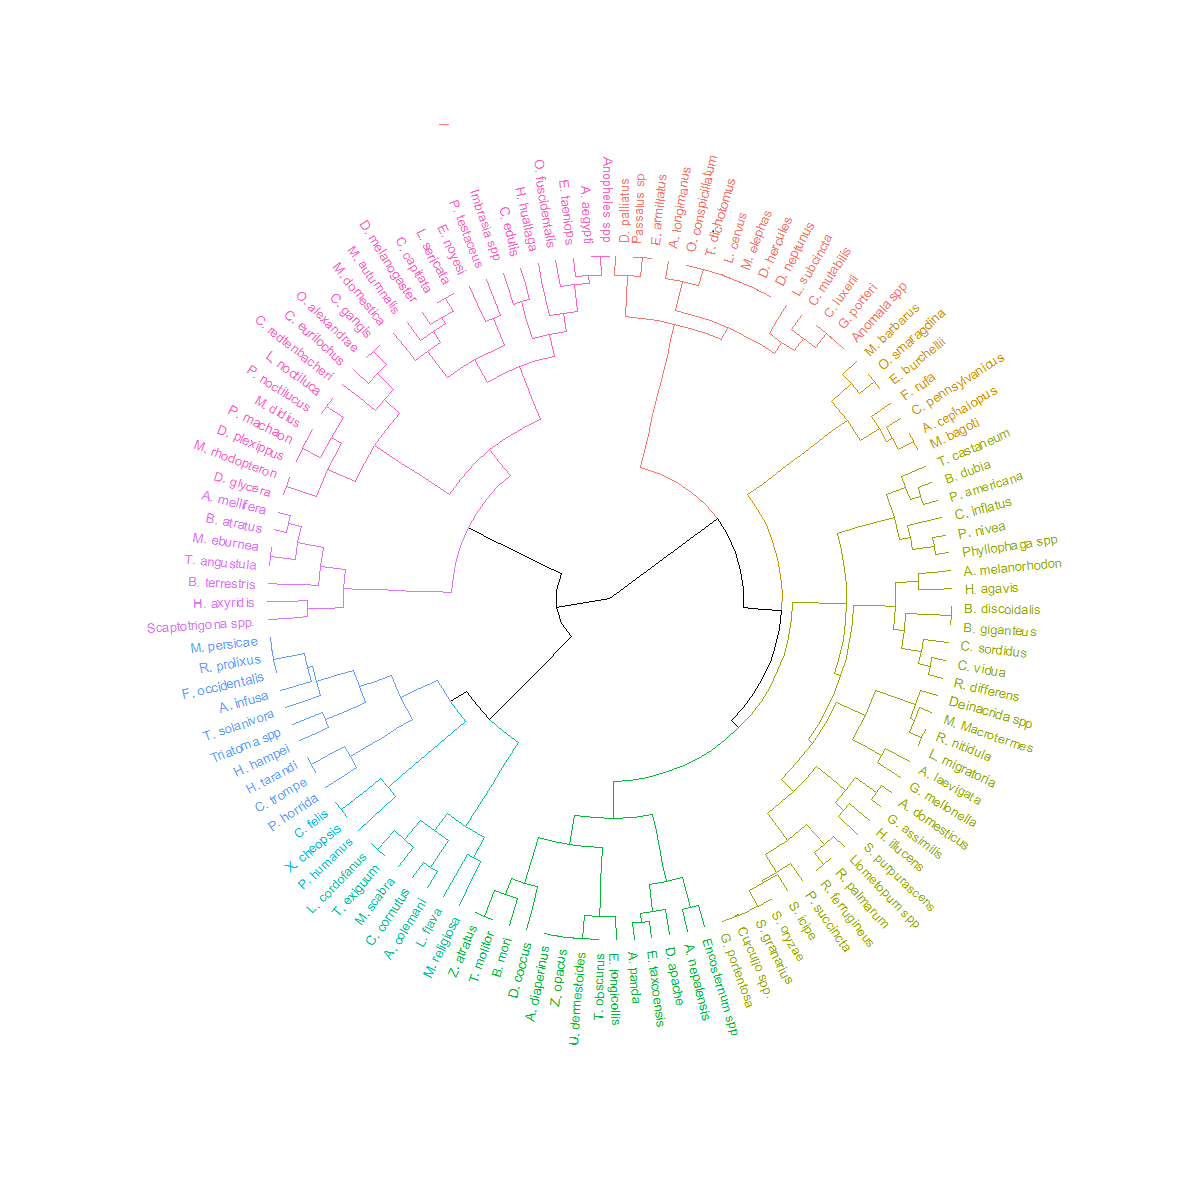 Anopheles spp
D. palliatus
Passalus sp
E. armillatus
A. longimanus
O. conspicillatum
T. dichotomus
L. cervus
M. elephas
D. hercules
D. neptunus
L. subcincta
C. mutabilis
C. luxerii
G. porteri
Anomala spp
M. barbarus
O. smaragdina
E. burchellii
F. rufa
C. pennsylvanicus
A. cephalopus
M. bagoti
T. castaneum
B. dubia
P. americana
C. inflatus
P. nivea
Phyllophaga spp
A. melanorhodon
H. agavis
B. discoidalis
B. giganteus
C. sordidus
C. vidua
R. differens
Deinacrida spp
M. Macrotermes
R. nitidula
L. migratoria
A. laevigata
G. mellonella
A. domesticus
G. assimilis
H. illucens
S. purpurascens
Liometopum spp
R. palmarum
R. ferrugineus
P. succincta
S. icipe
S. oryzae
S. granarius
Curculio spp.
G. portentosa
Encosternum spp
A. nepalensis
D. apache
E. taxcoensis
A. panda
E. longicollis
T. obscurus
U. dermestoides
Z. opacus
A. diaperinus
D. coccus
B. mori
T. molitor
Z. atratus
M. religiosa
L. flava
A. colemani
C. cornutus
M. scabra
T. exiguum
L. cordofanus
P. humanus
X. cheopsis
C. felis
P. horrida
C. trompe
H. tarandi
H. hampei
Triatoma spp
T. solanivora
A. infusa
F. occidentalis
R. prolixus
M. persicae
Scaptotrigona spp.
H. axyridis
B. terrestris
T. angustula
M. eburnea
B. atratus
A. mellifera
D. glycera
M. rhodopteron
D. plexippus
P. machaon
M. didius
P. noctilucus
L. noctiluca
C. redtenbacheri
C. eurilochus
O. alexandrae
C. gangis
M. domestica
M. autumnalis
D. melanogaster
C. capitata
L. sericata
E. noyesi
P. testaceus
Imbrasia spp
C. edulis
H. huallaga
O. fuscidentalis
E. taeniops
A. aegypti